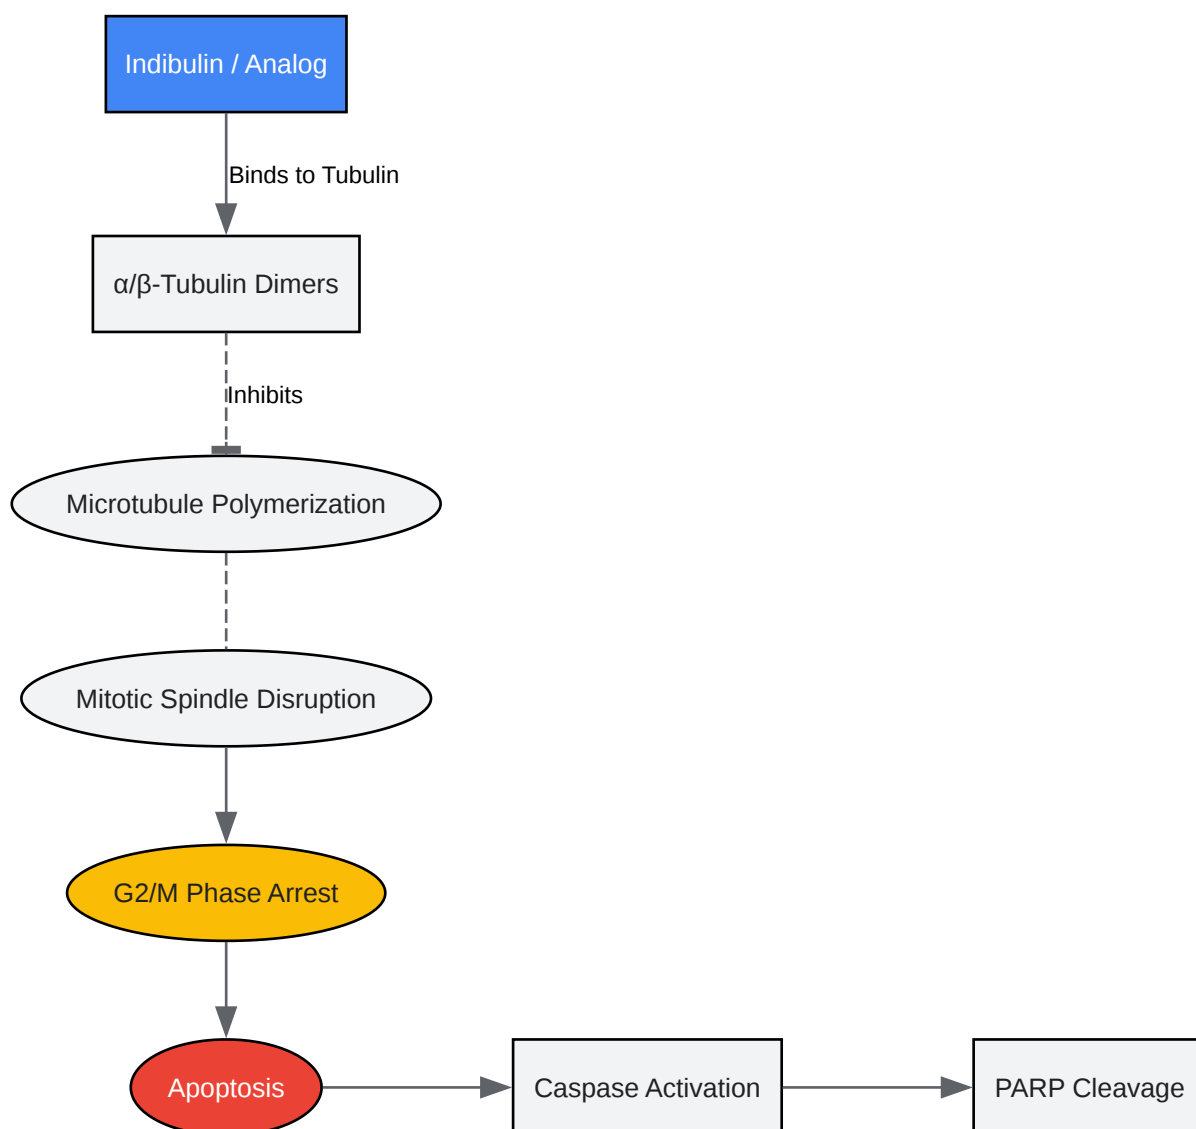 Indibulin / Analog
Binds to Tubulin
α/β-Tubulin Dimers
Inhibits
Microtubule Polymerization
Mitotic Spindle Disruption
G2/M Phase Arrest
Apoptosis
Caspase Activation
PARP Cleavage